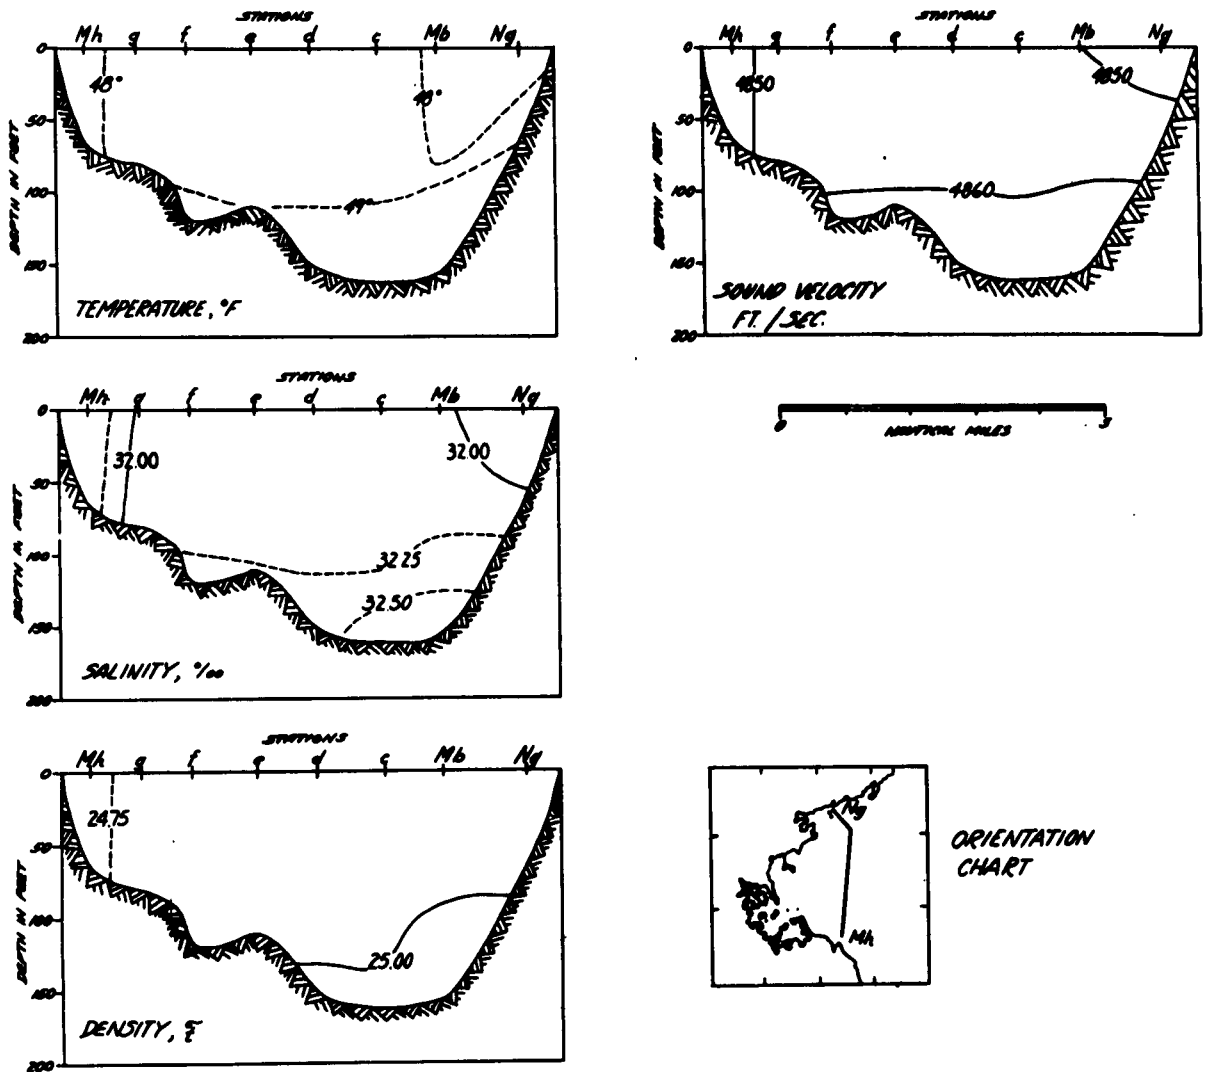 STATIONS
Mh g f e d c Mb Ng
0
50
100
150
200
DEPTH IN FEET
48°
48°
49°
TEMPERATURE, °F
STATIONS
Mh g f e d c Mb Ng
0
50
100
150
200
DEPTH IN FEET
4850
4850
4860
SOUND VELOCITY
FT. / SEC.
STATIONS
Mh g f e d c Mb Ng
0
50
100
150
200
DEPTH IN FEET
32.00
32.00
32.25
32.50
SALINITY, ‰
0 5
NAUTICAL MILES
STATIONS
Mh g f e d c Mb Ng
0
50
100
150
200
DEPTH IN FEET
24.75
25.00
DENSITY,
Ng
Mh
ORIENTATION
CHART